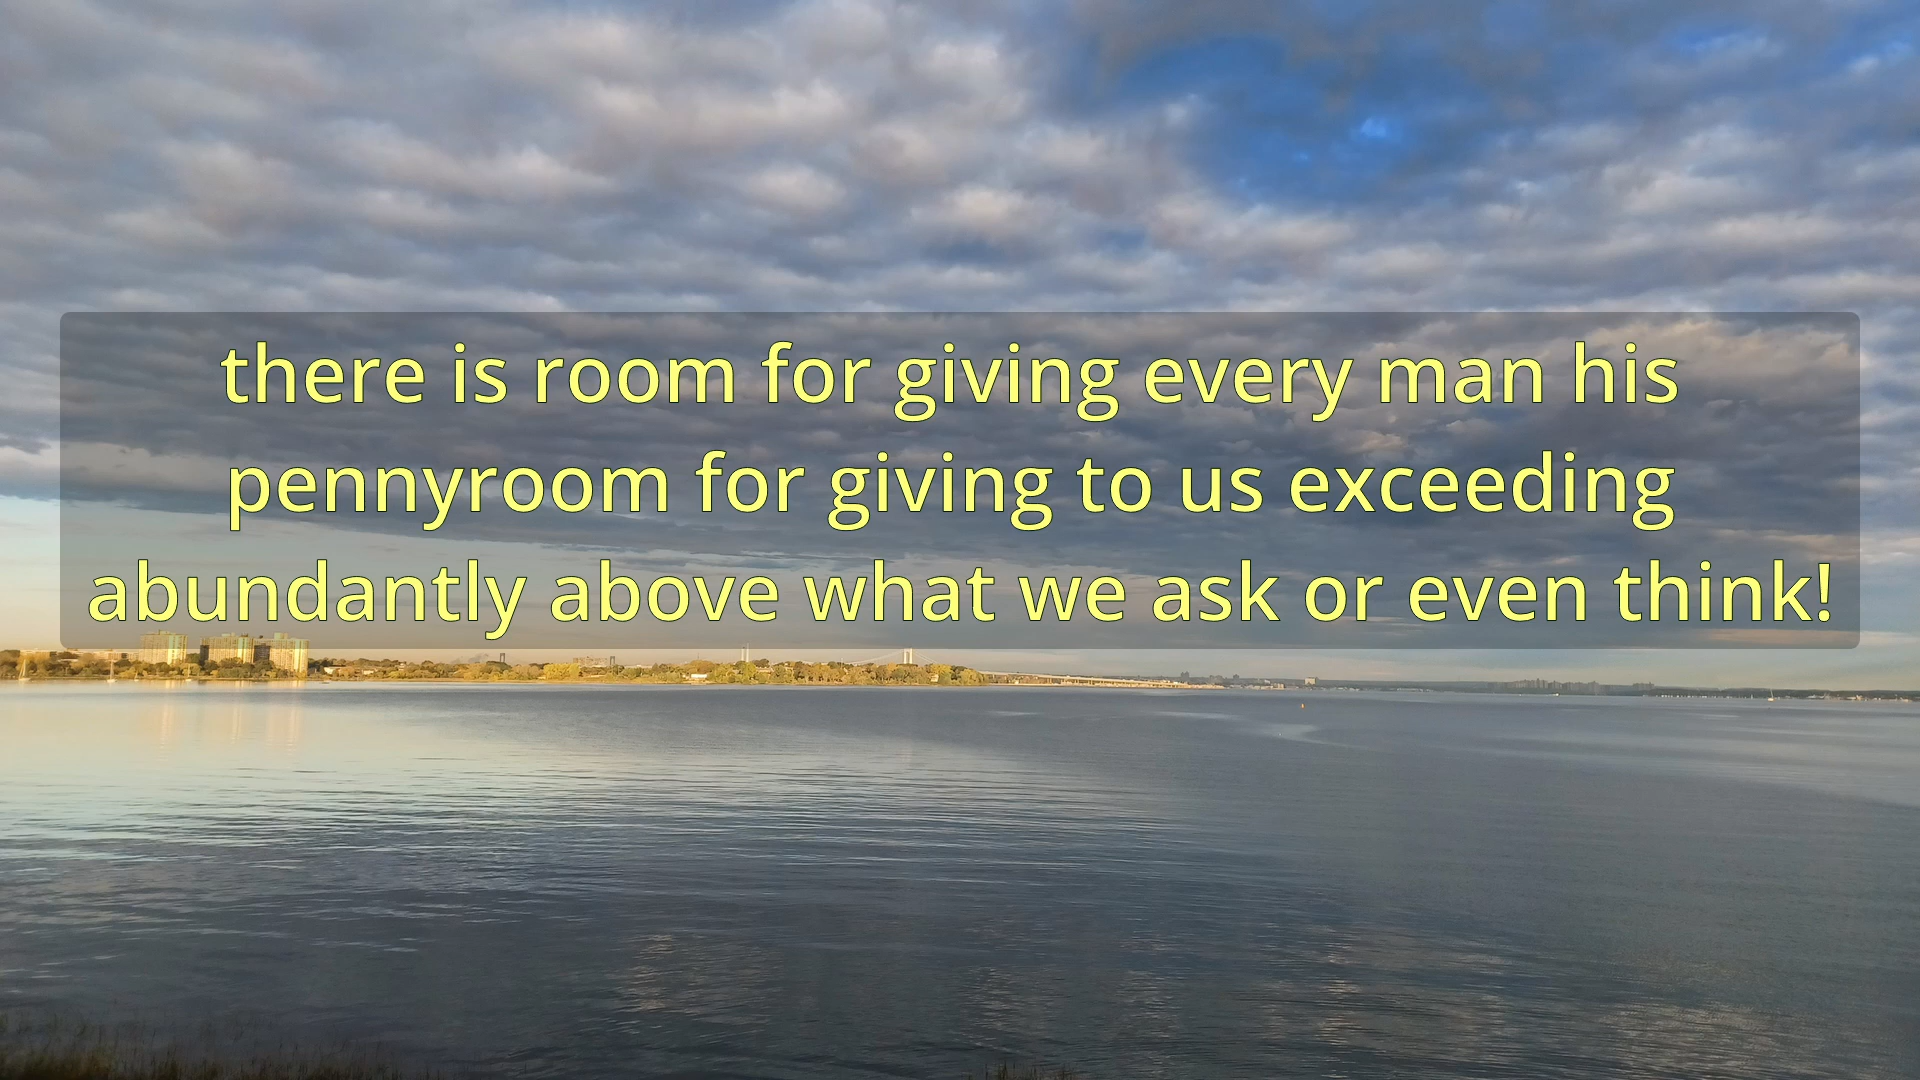 there is room for giving every man his
pennyroom for giving to us exceeding
abundantly above what we ask or even think!